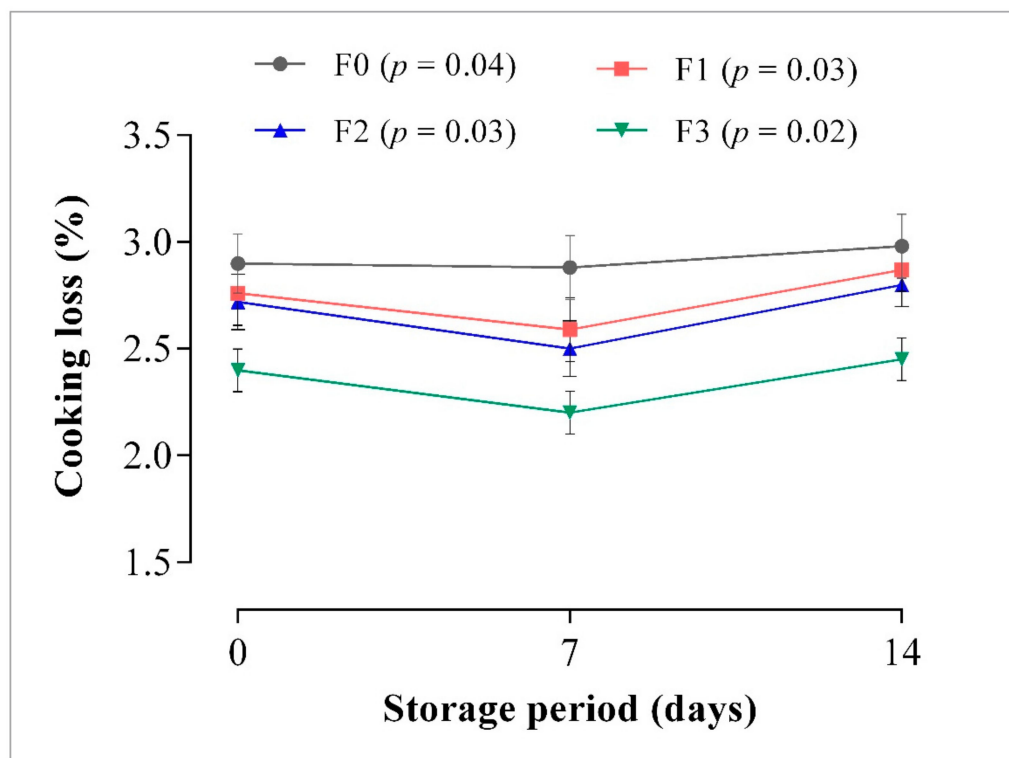 F0 (p = 0.04)
F1 (p = 0.03)
F2 (p = 0.03)
F3 (p = 0.02)
3.5
3.0
2.5
2.0
1.5
Cooking loss (%)
0 7 14
Storage period (days)